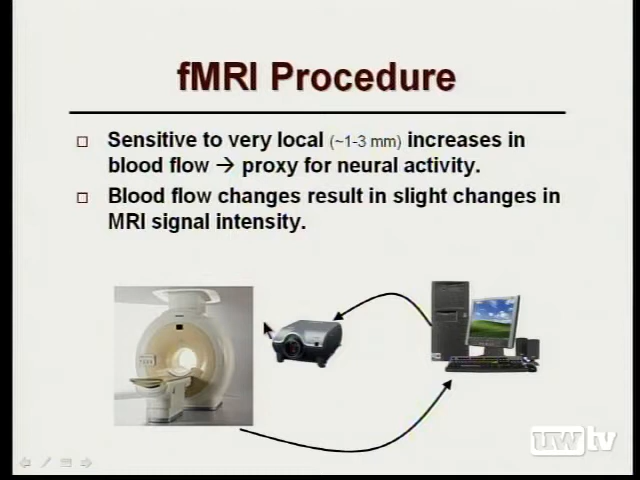 fMRI Procedure
Sensitive to very local (~1-3 mm) increases in
blood flow → proxy for neural activity.
Blood flow changes result in slight changes in
MRI signal intensity.
uwtv